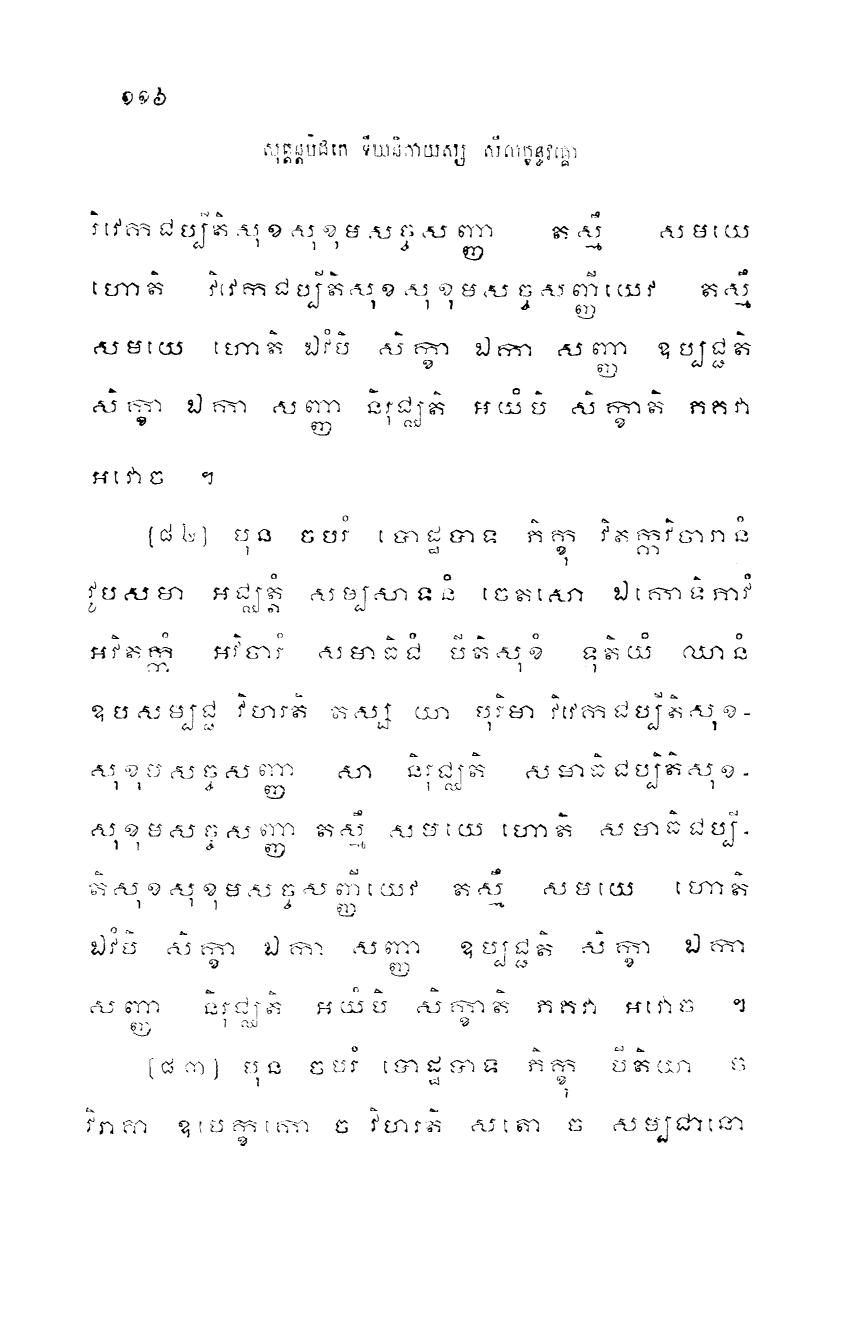 ១១៦
សុត្តន្តបិដកេ ទីឃនិកាយស្ស សីលក្ខន្ធវគ្គោ
វិវេកជប្បីតិសុខសុខុមសច្ចសញ្ញា តស្មឹ សមយេ
ហោតិ វិវេកជប្បីតិសុខសុខុមសច្ចសញ្ញីយេវ តស្មឹ
សមយេ ហោតិ ឯវំបិ សិក្ខា ឯកា សញ្ញា ឧប្បជ្ជតិ
សិក្ខា ឯកា សញ្ញា និរុជ្ឈតិ អយំបិ សិក្ខាតិ ភគវា
អវោច ។
[៨២] បុន ចបរំ បោដ្ឋបាទ ភិក្ខុ វិតក្កវិចារានំ
វូបសមា អជ្ឈត្តំ សម្បសាទនំ ចេតសោ ឯកោទិភាវំ
អវិតក្កំ អវិចារំ សមាធិជំ បីតិសុខំ ទុតិយំ ឈានំ
ឧបសម្បជ្ជ វិហរតិ តស្ស យា បុរិមា វិវេកជប្បីតិសុខ-
សុខុមសច្ចសញ្ញា សា និរុជ្ឈតិ សមាធិជប្បីតិសុខ-
សុខុមសច្ចសញ្ញា តស្មឹ សមយេ ហោតិ សមាធិជប្បី-
តិសុខសុខុមសច្ចសញ្ញីយេវ តស្មឹ សមយេ ហោតិ
ឯវំបិ សិក្ខា ឯកា សញ្ញា ឧប្បជ្ជតិ សិក្ខា ឯកា
សញ្ញា និរុជ្ឈតិ អយំបិ សិក្ខាតិ ភគវា អវោច ។
[៨៣] បុន ចបរំ បោដ្ឋបាទ ភិក្ខុ បីតិយា ច
វិរាគា ឧបេក្ខកោ ច វិហរតិ សតោ ច សម្បជានោ